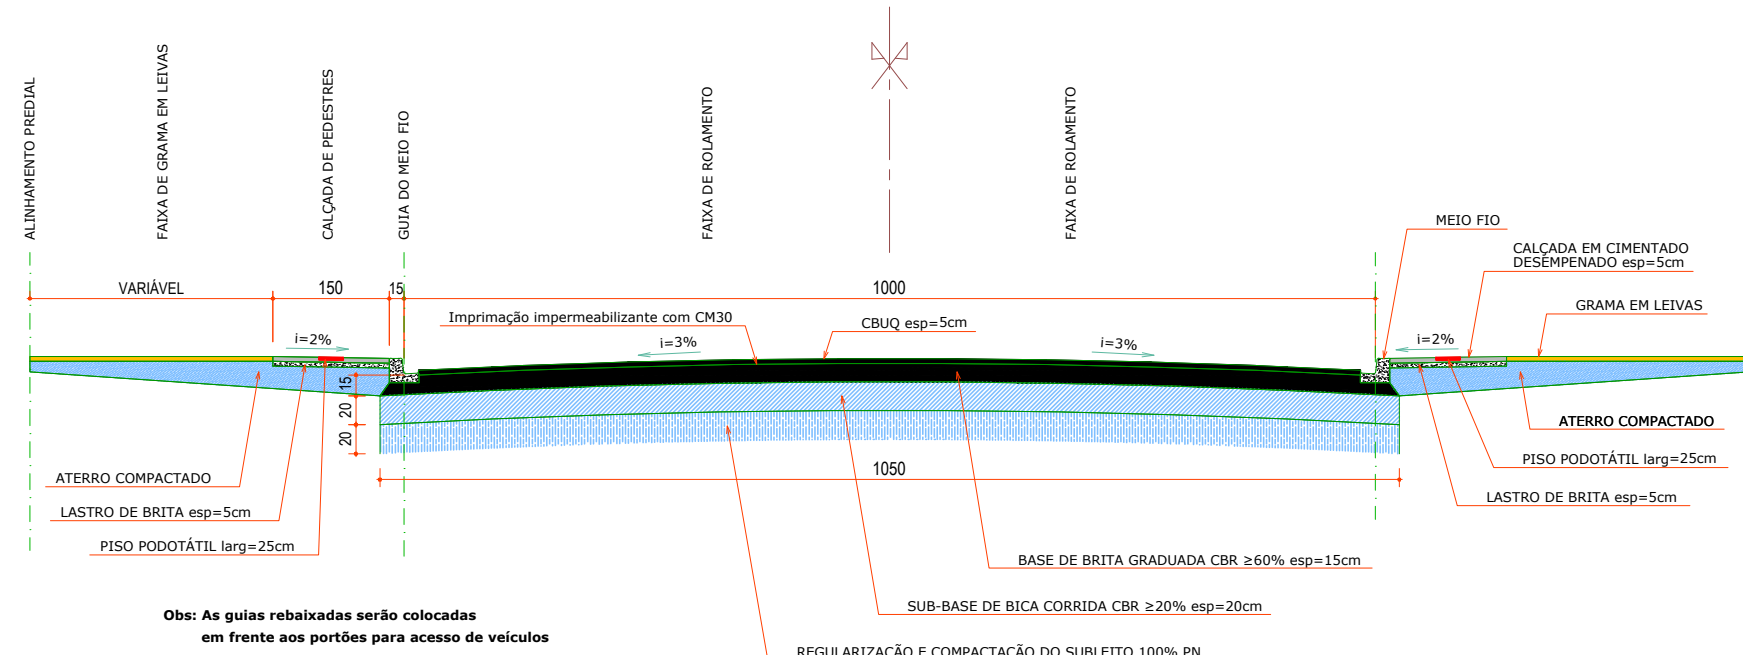 ALINHAMENTO PREDIAL
FAIXA DE GRAMA EM LEIVAS
CALÇADA DE PEDESTRES
GUIA DO MEIO FIO
FAIXA DE ROLAMENTO
FAIXA DE ROLAMENTO
MEIO FIO
CALÇADA EM CIMENTADO
DESEMPENADO esp=5cm
VARIÁVEL
150
15
1000
GRAMA EM LEIVAS
Imprimação impermeabilizante com CM30
CBUQ esp=5cm
i=2%
i=3%
i=3%
i=2%
15
20
20
ATERRO COMPACTADO
1050
PISO PODOTÁTIL larg=25cm
ATERRO COMPACTADO
LASTRO DE BRITA esp=5cm
LASTRO DE BRITA esp=5cm
PISO PODOTÁTIL larg=25cm
BASE DE BRITA GRADUADA CBR ≥60% esp=15cm
SUB-BASE DE BICA CORRIDA CBR ≥20% esp=20cm
Obs: As guias rebaixadas serão colocadas
em frente aos portões para acesso de veículos
REGULARIZAÇÃO E COMPACTAÇÃO DO SUBLEITO 100% PN